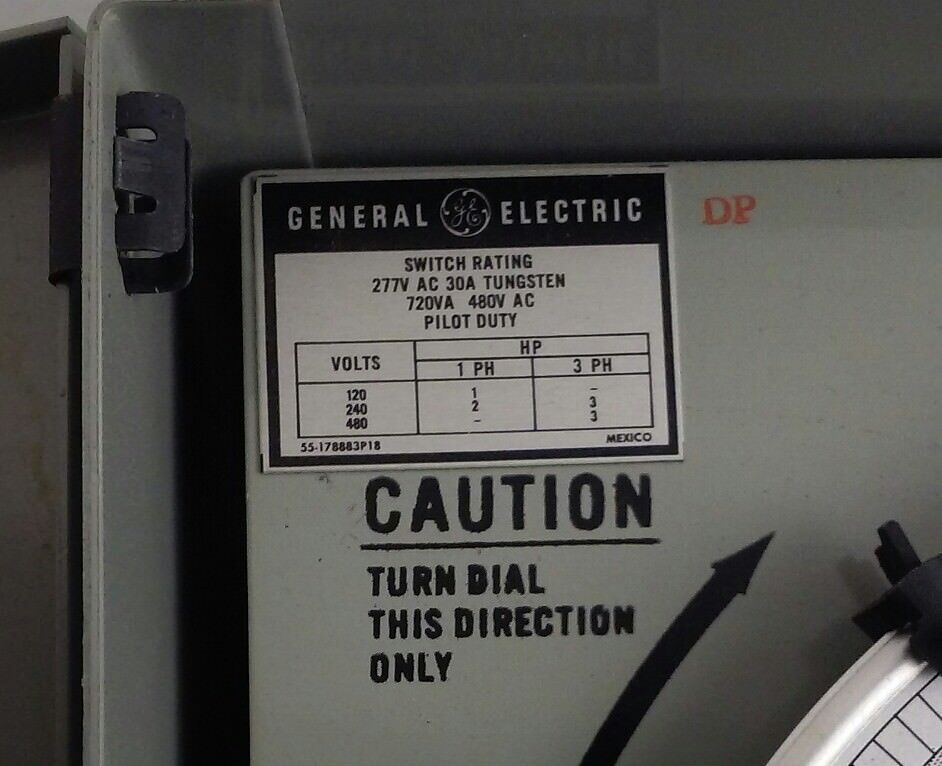 GENERAL GE ELECTRIC
DP
SWITCH RATING
277V AC 30A TUNGSTEN
720VA 480V AC
PILOT DUTY
VOLTS HP
1 PH 3 PH
120 1 –
240 2 3
480 – 3
55-178883P18 MEXICO
CAUTION
TURN DIAL
THIS DIRECTION
ONLY